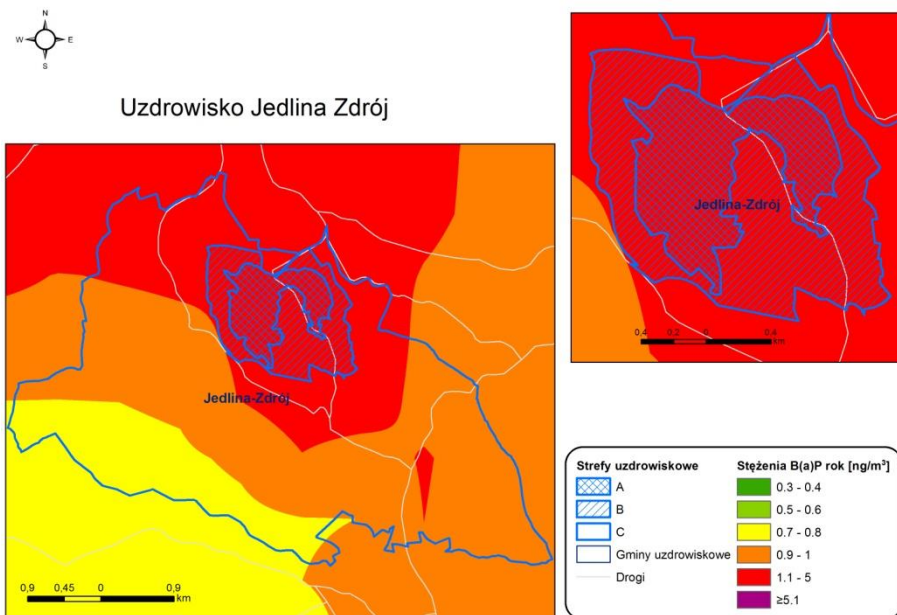 N
W E
S
Uzdrowisko Jedlina Zdrój
Jedlina-Zdrój
0,9 0,45 0 0,9
km
Jedlina-Zdrój
0,4 0,2 0 0,4
km
Strefy uzdrowiskowe
A
B
C
Gminy uzdrowiskowe
Drogi
Stężenia B(a)P rok [ng/m³]
0.3 - 0.4
0.5 - 0.6
0.7 - 0.8
0.9 - 1
1.1 - 5
≥5.1